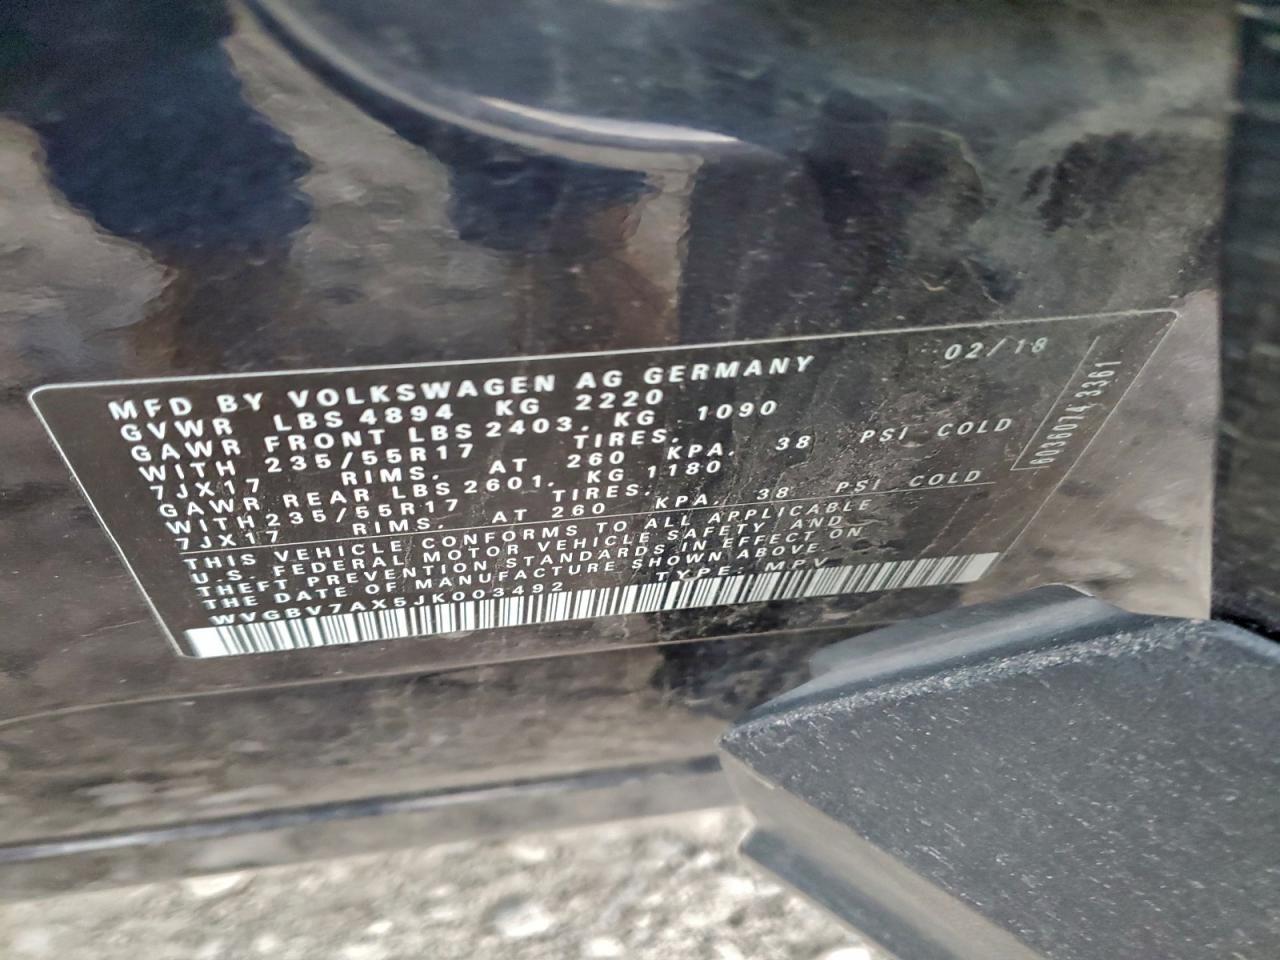 MFD BY VOLKSWAGEN AG GERMANY 02/18
GVWR LBS 4894 KG 2220
GAWR FRONT LBS 2403. KG 1090
WITH 235/55R17 TIRES.
7JX17 RIMS. AT 260 KPA. 38 PSI COLD
GAWR REAR LBS 2601. KG 1180
WITH 235/55R17 TIRES.
7JX17 RIMS. AT 260 KPA. 38 PSI COLD
THIS VEHICLE CONFORMS TO ALL APPLICABLE
U.S. FEDERAL MOTOR VEHICLE SAFETY AND
THEFT PREVENTION STANDARDS IN EFFECT ON
THE DATE OF MANUFACTURE SHOWN ABOVE
WVGBV7AX5JK003492 TYPE: MPV
6036074 3361